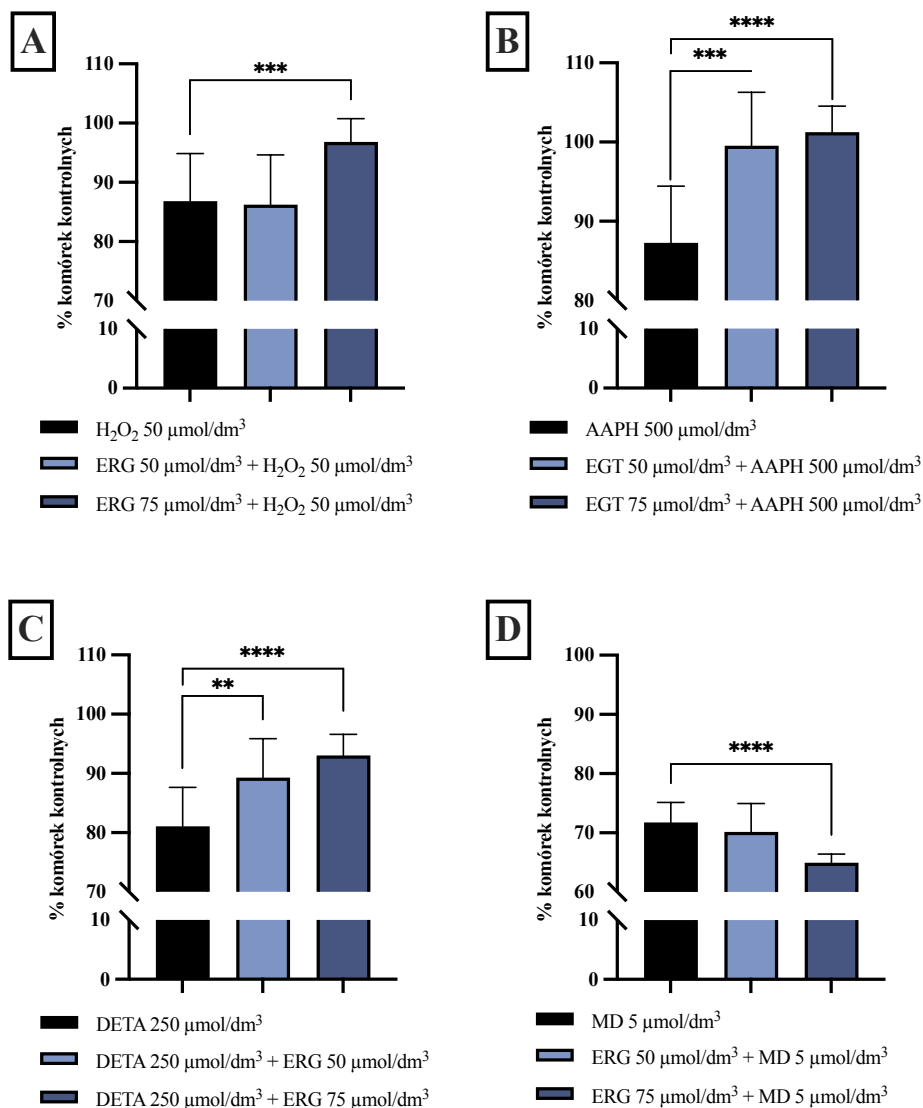 A
% komórek kontrolnych
110
100
90
80
70
10
0
***
H₂O₂ 50 µmol/dm³
ERG 50 µmol/dm³ + H₂O₂ 50 µmol/dm³
ERG 75 µmol/dm³ + H₂O₂ 50 µmol/dm³
B
% komórek kontrolnych
110
100
90
80
10
0
****
***
AAPH 500 µmol/dm³
EGT 50 µmol/dm³ + AAPH 500 µmol/dm³
EGT 75 µmol/dm³ + AAPH 500 µmol/dm³
C
% komórek kontrolnych
110
100
90
80
70
10
0
****
**
DETA 250 µmol/dm³
DETA 250 µmol/dm³ + ERG 50 µmol/dm³
DETA 250 µmol/dm³ + ERG 75 µmol/dm³
D
% komórek kontrolnych
100
90
80
70
60
10
0
****
MD 5 µmol/dm³
ERG 50 µmol/dm³ + MD 5 µmol/dm³
ERG 75 µmol/dm³ + MD 5 µmol/dm³